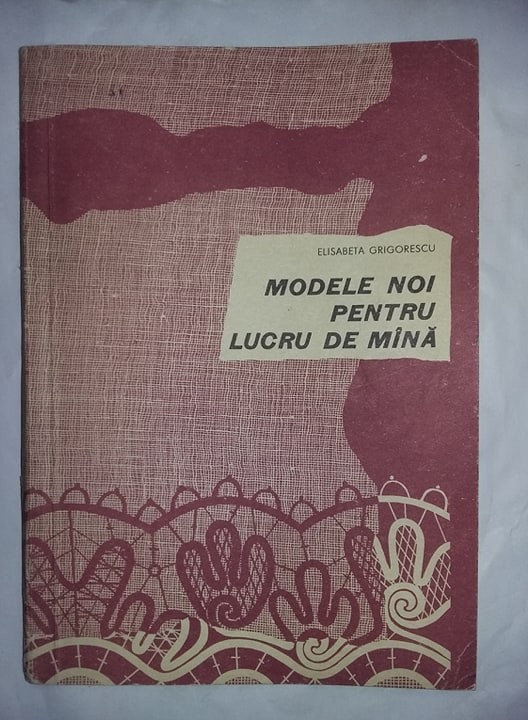 ELISABETA GRIGORESCU
MODELE NOI
PENTRU
LUCRU DE MÎNĂ